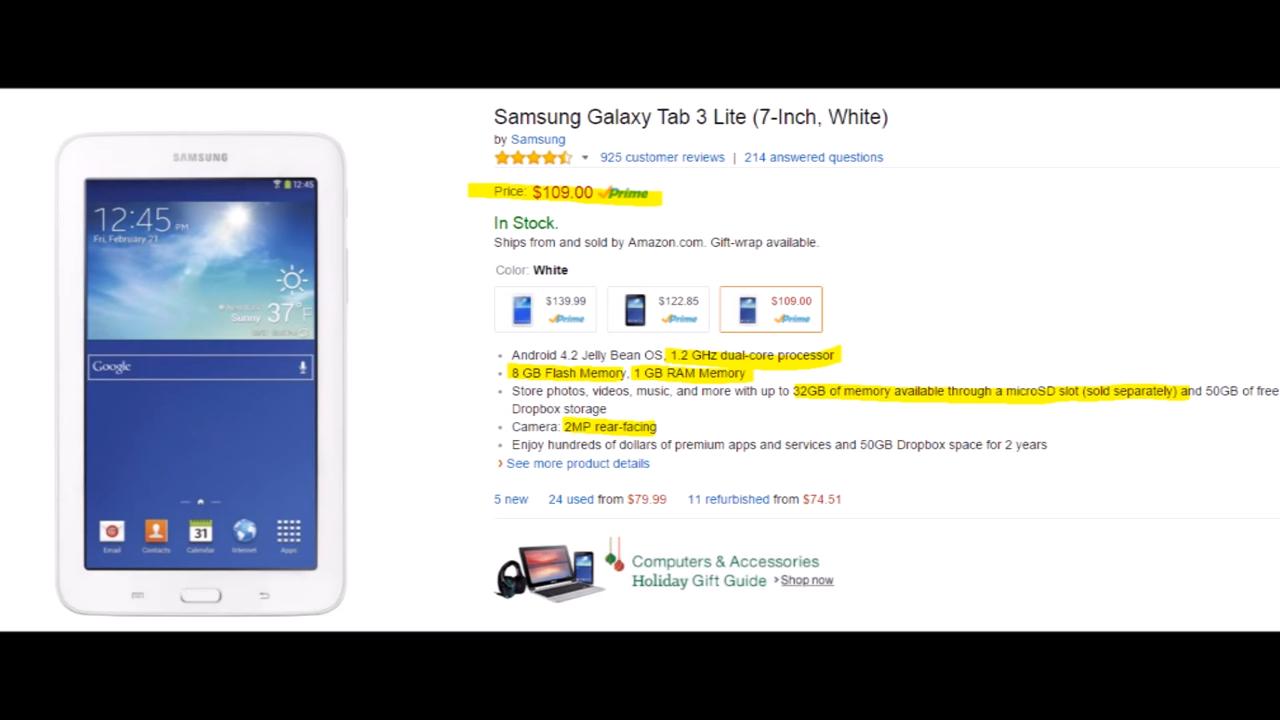 SAMSUNG
12:45
12:45 PM
Fri, February 21
37°F
Sunny
Google
31
Email Contacts Calendar Internet Apps
Samsung Galaxy Tab 3 Lite (7-Inch, White)
by Samsung
925 customer reviews | 214 answered questions
Price: $109.00 Prime
In Stock.
Ships from and sold by Amazon.com. Gift-wrap available.
Color: White
$139.99 $122.85 $109.00
Prime Prime Prime
• Android 4.2 Jelly Bean OS, 1.2 GHz dual-core processor
• 8 GB Flash Memory, 1 GB RAM Memory
• Store photos, videos, music, and more with up to 32GB of memory available through a microSD slot (sold separately) and 50GB of free
Dropbox storage
• Camera: 2MP rear-facing
• Enjoy hundreds of dollars of premium apps and services and 50GB Dropbox space for 2 years
› See more product details
5 new 24 used from $79.99 11 refurbished from $74.51
Computers & Accessories
Holiday Gift Guide › Shop now